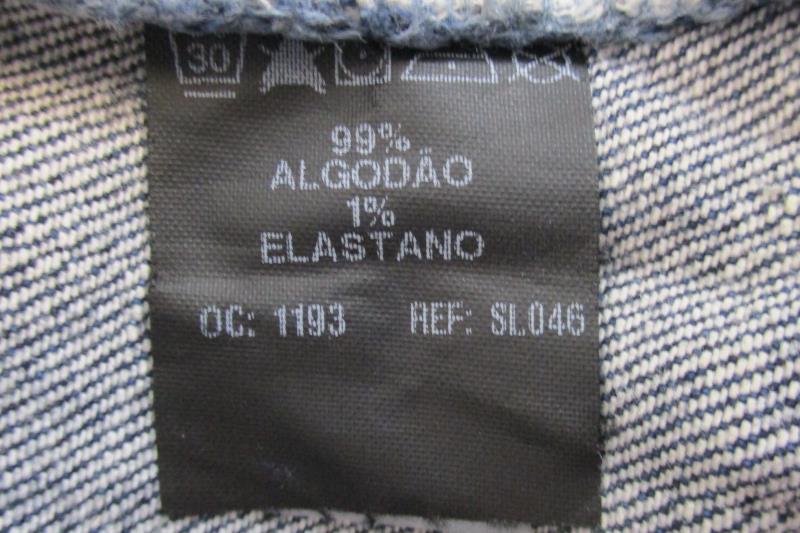 30
99%
ALGODÃO
1%
ELASTANO
OC: 1193 REF: SL046